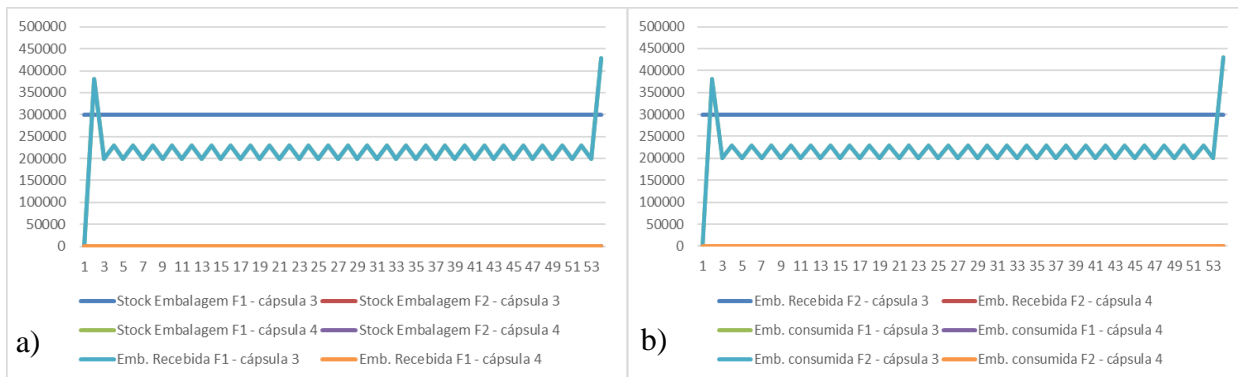 500000
450000
400000
350000
300000
250000
200000
150000
100000
50000
0
1 3 5 7 9 11 13 15 17 19 21 23 25 27 29 31 33 35 37 39 41 43 45 47 49 51 53
Stock Embalagem F1 - cápsula 3 Stock Embalagem F2 - cápsula 3
Stock Embalagem F1 - cápsula 4 Stock Embalagem F2 - cápsula 4
Emb. Recebida F1 - cápsula 3 Emb. Recebida F1 - cápsula 4
a)
500000
450000
400000
350000
300000
250000
200000
150000
100000
50000
0
1 3 5 7 9 11 13 15 17 19 21 23 25 27 29 31 33 35 37 39 41 43 45 47 49 51 53
Emb. Recebida F2 - cápsula 3 Emb. Recebida F2 - cápsula 4
Emb. consumida F1 - cápsula 3 Emb. consumida F1 - cápsula 4
Emb. consumida F2 - cápsula 3 Emb. consumida F2 - cápsula 4
b)